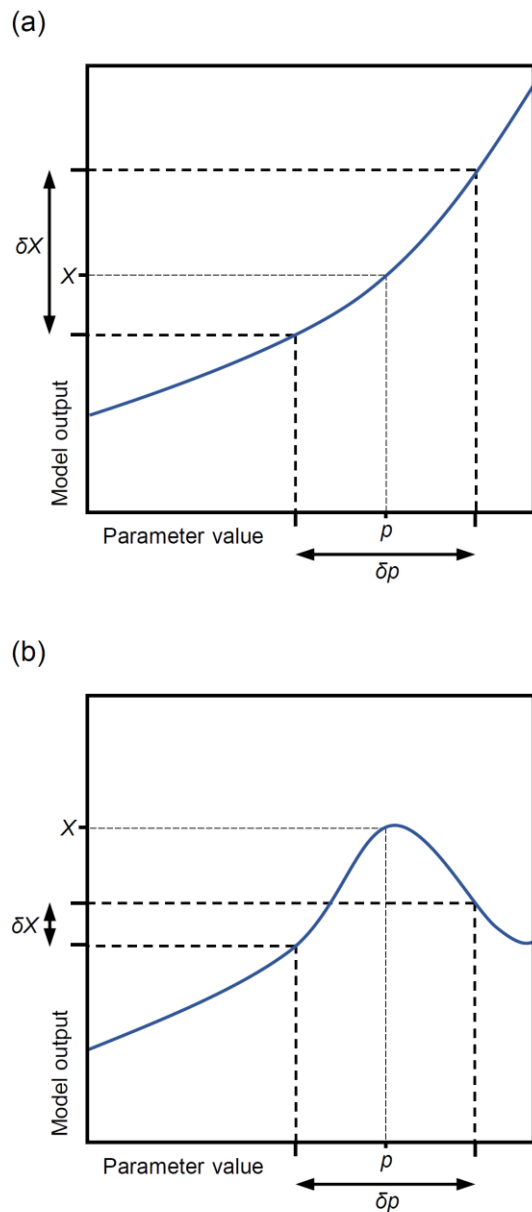 (a)
δX
X
Model output
Parameter value
p
δp
(b)
X
δX
Model output
Parameter value
p
δp